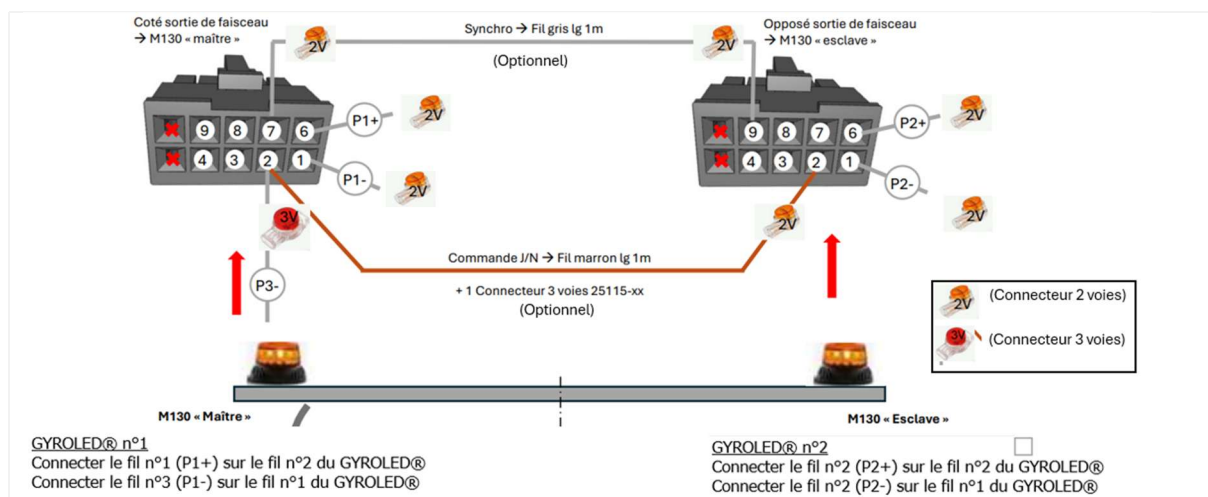 Coté sortie de faisceau
→ M130 « maître »
Synchro → Fil gris lg 1m
(Optionnel)
Opposé sortie de faisceau
→ M130 « esclave »
2V
2V
9 8 7 6
P1+
2V
4 3 2 1
P1-
2V
9 8 7 6
P2+
2V
4 3 2 1
P2-
2V
3V
2V
Commande J/N → Fil marron lg 1m
P3-
+ 1 Connecteur 3 voies 25115-xx
(Optionnel)
2V
(Connecteur 2 voies)
3V
(Connecteur 3 voies)
M130 « Maître »
M130 « Esclave »
GYROLED® n°1
Connecter le fil n°1 (P1+) sur le fil n°2 du GYROLED®
Connecter le fil n°3 (P1-) sur le fil n°1 du GYROLED®
GYROLED® n°2
Connecter le fil n°2 (P2+) sur le fil n°2 du GYROLED®
Connecter le fil n°2 (P2-) sur le fil n°1 du GYROLED®